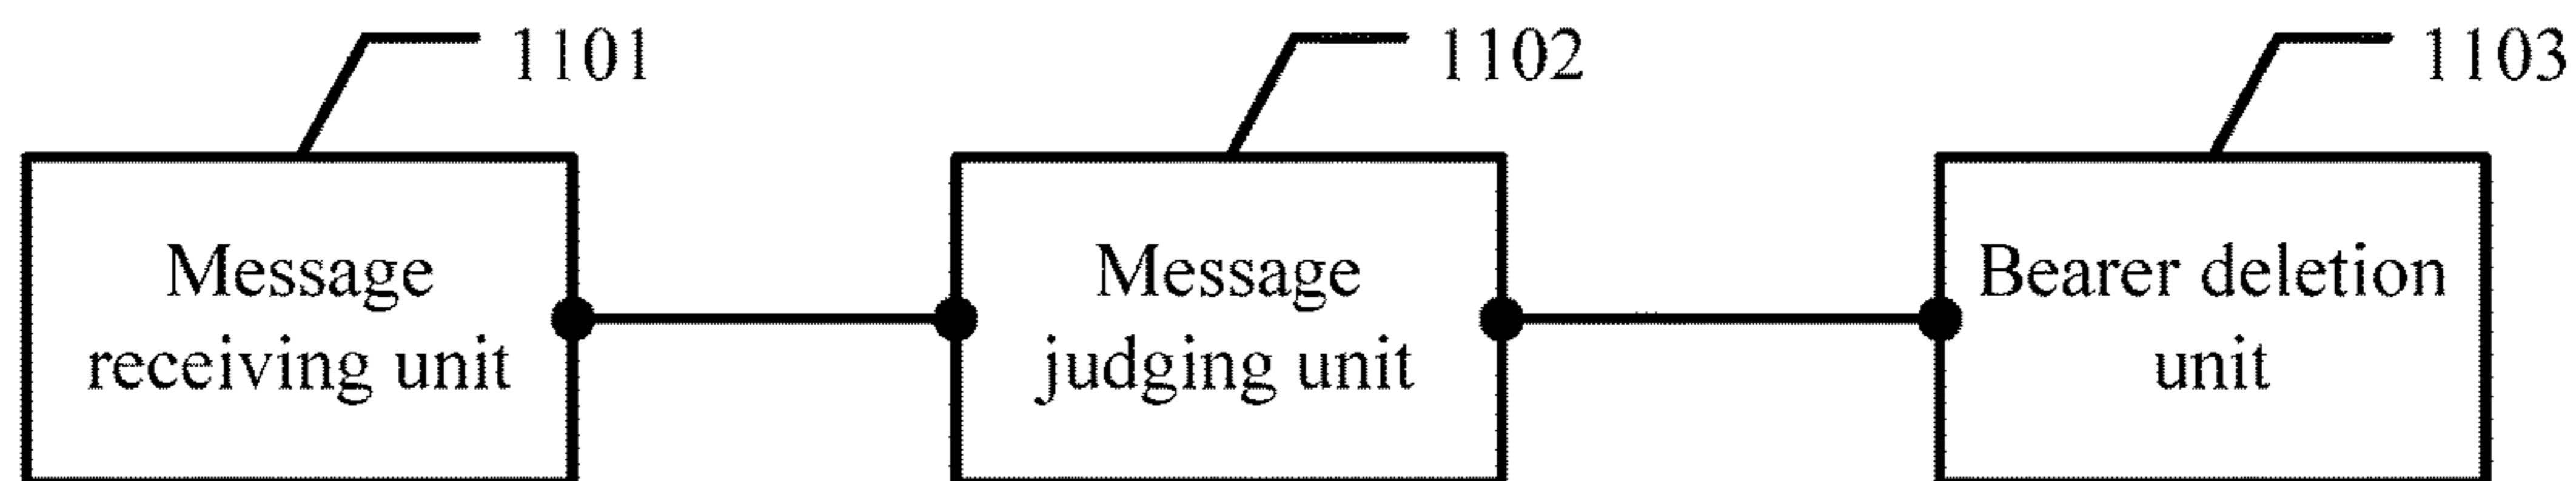 1101
1102
1103
Message
receiving unit
Message
judging unit
Bearer deletion
unit